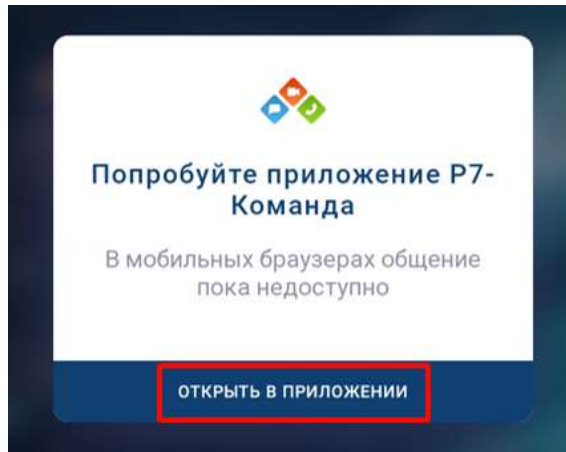 Попробуйте приложение Р7-
Команда
В мобильных браузерах общение
пока недоступно
ОТКРЫТЬ В ПРИЛОЖЕНИИ